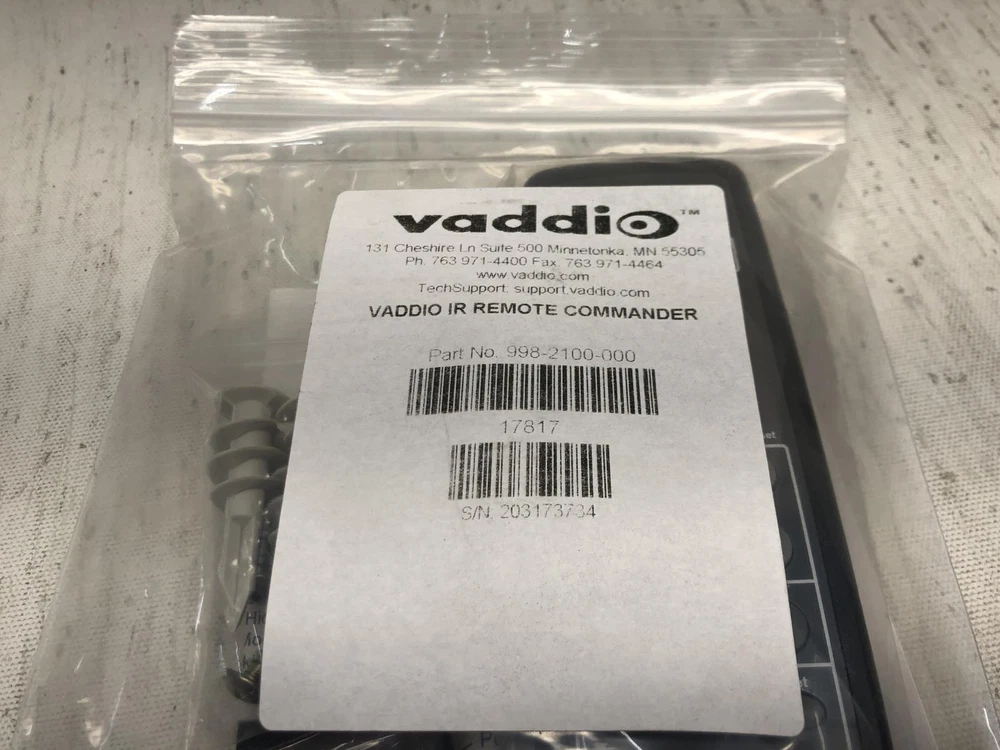 vaddio™
131 Cheshire Ln Suite 500 Minnetonka, MN 55305
Ph. 763 971-4400 Fax. 763 971-4464
www.vaddio.com
TechSupport: support.vaddio.com
VADDIO IR REMOTE COMMANDER
Part No. 998-2100-000
17817
S/N: 203173734